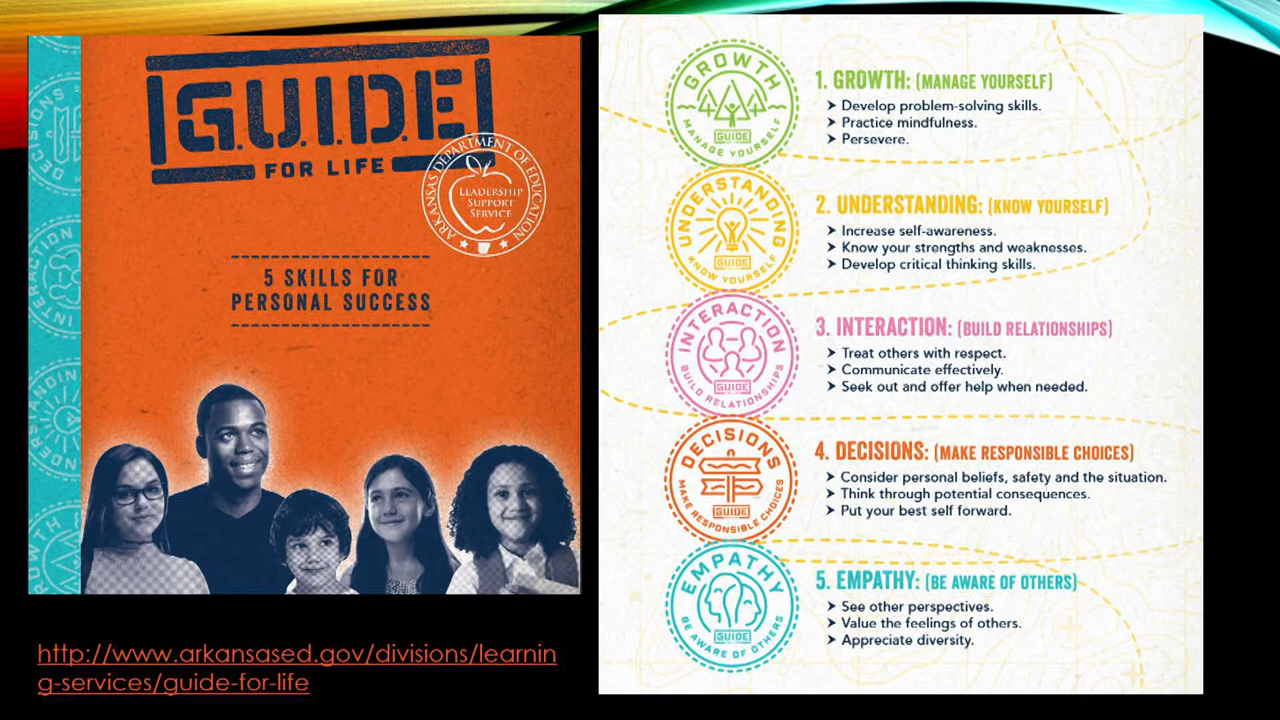 G.U.I.D.E
FOR LIFE
ARKANSAS DEPARTMENT OF EDUCATION
LEADERSHIP
SUPPORT
SERVICE
5 SKILLS FOR
PERSONAL SUCCESS
DECISIONS
INTERACTION
UNDERSTANDIN
GROWTH
http://www.arkansased.gov/divisions/learnin
g-services/guide-for-life
GROWTH
GUIDE
MANAGE YOURSELF
1. GROWTH: (MANAGE YOURSELF)
➤ Develop problem-solving skills.
➤ Practice mindfulness.
➤ Persevere.
UNDERSTANDING
GUIDE
KNOW YOURSELF
2. UNDERSTANDING: (KNOW YOURSELF)
➤ Increase self-awareness.
➤ Know your strengths and weaknesses.
➤ Develop critical thinking skills.
INTERACTION
GUIDE
BUILD RELATIONSHIPS
3. INTERACTION: (BUILD RELATIONSHIPS)
➤ Treat others with respect.
➤ Communicate effectively.
➤ Seek out and offer help when needed.
DECISIONS
GUIDE
MAKE RESPONSIBLE CHOICES
4. DECISIONS: (MAKE RESPONSIBLE CHOICES)
➤ Consider personal beliefs, safety and the situation.
➤ Think through potential consequences.
➤ Put your best self forward.
EMPATHY
GUIDE
BE AWARE OF OTHERS
5. EMPATHY: (BE AWARE OF OTHERS)
➤ See other perspectives.
➤ Value the feelings of others.
➤ Appreciate diversity.